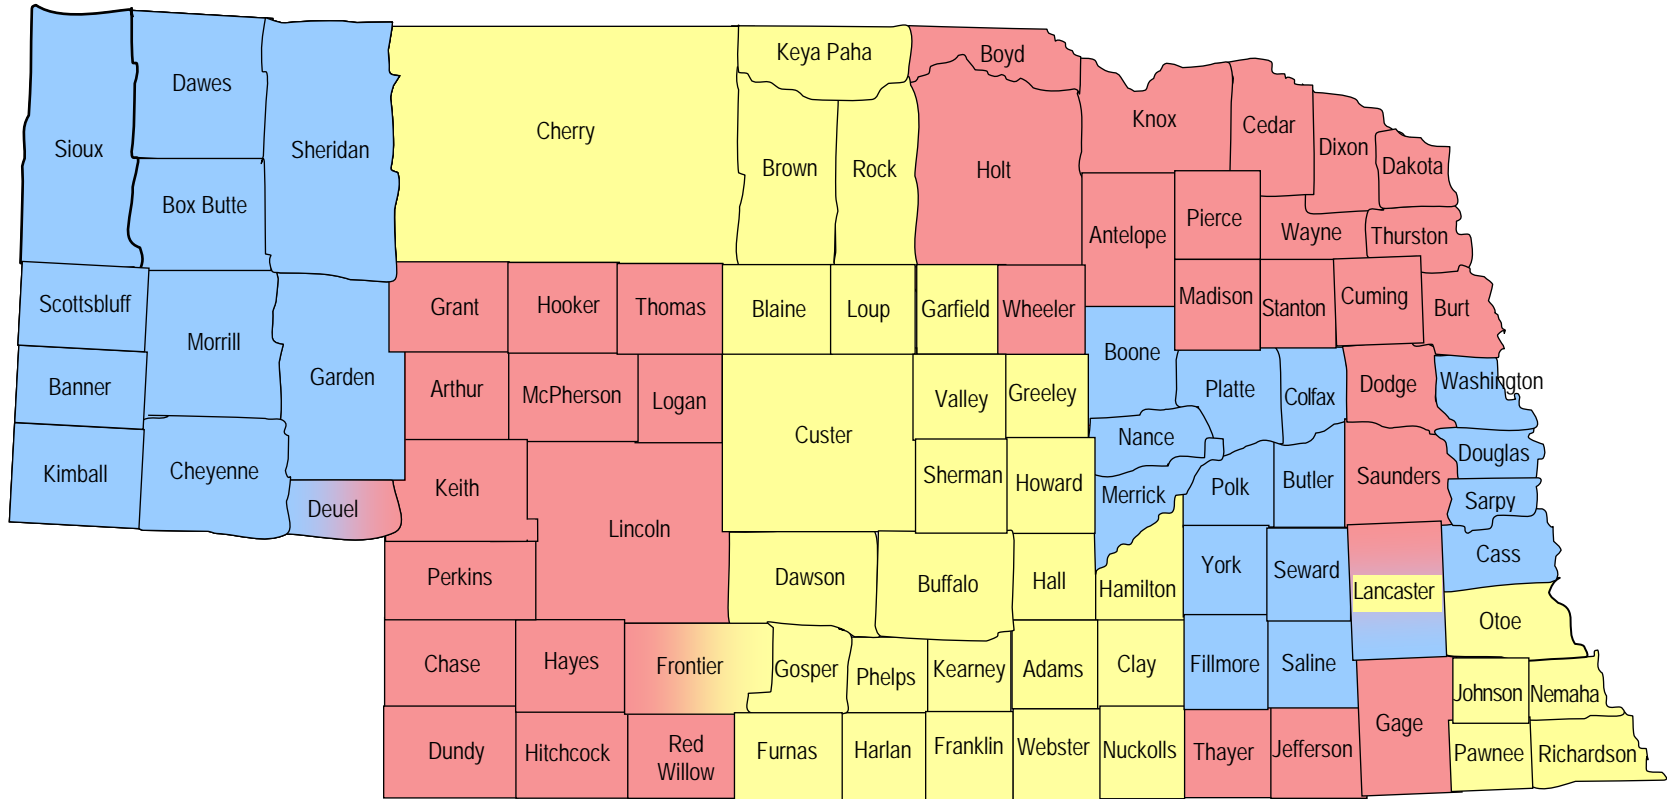 Keya Paha
Boyd
Dawes
Cherry
Knox
Cedar
Sioux
Sheridan
Dixon
Brown
Rock
Holt
Dakota
Box Butte
Pierce
Antelope
Wayne
Thurston
Scottsbluff
Grant
Hooker
Thomas
Blaine
Loup
Garfield
Wheeler
Madison
Stanton
Cuming
Burt
Morrill
Boone
Banner
Garden
Arthur
McPherson
Logan
Valley
Greeley
Platte
Colfax
Dodge
Washington
Custer
Nance
Kimball
Cheyenne
Keith
Sherman
Howard
Merrick
Polk
Butler
Saunders
Douglas
Sarpy
Deuel
Lincoln
Perkins
Dawson
Buffalo
Hall
Hamilton
York
Seward
Lancaster
Cass
Otoe
Chase
Hayes
Frontier
Gosper
Phelps
Kearney
Adams
Clay
Fillmore
Saline
Johnson
Nemaha
Gage
Dundy
Hitchcock
Red
Willow
Furnas
Harlan
Franklin
Webster
Nuckolls
Thayer
Jefferson
Pawnee
Richardson